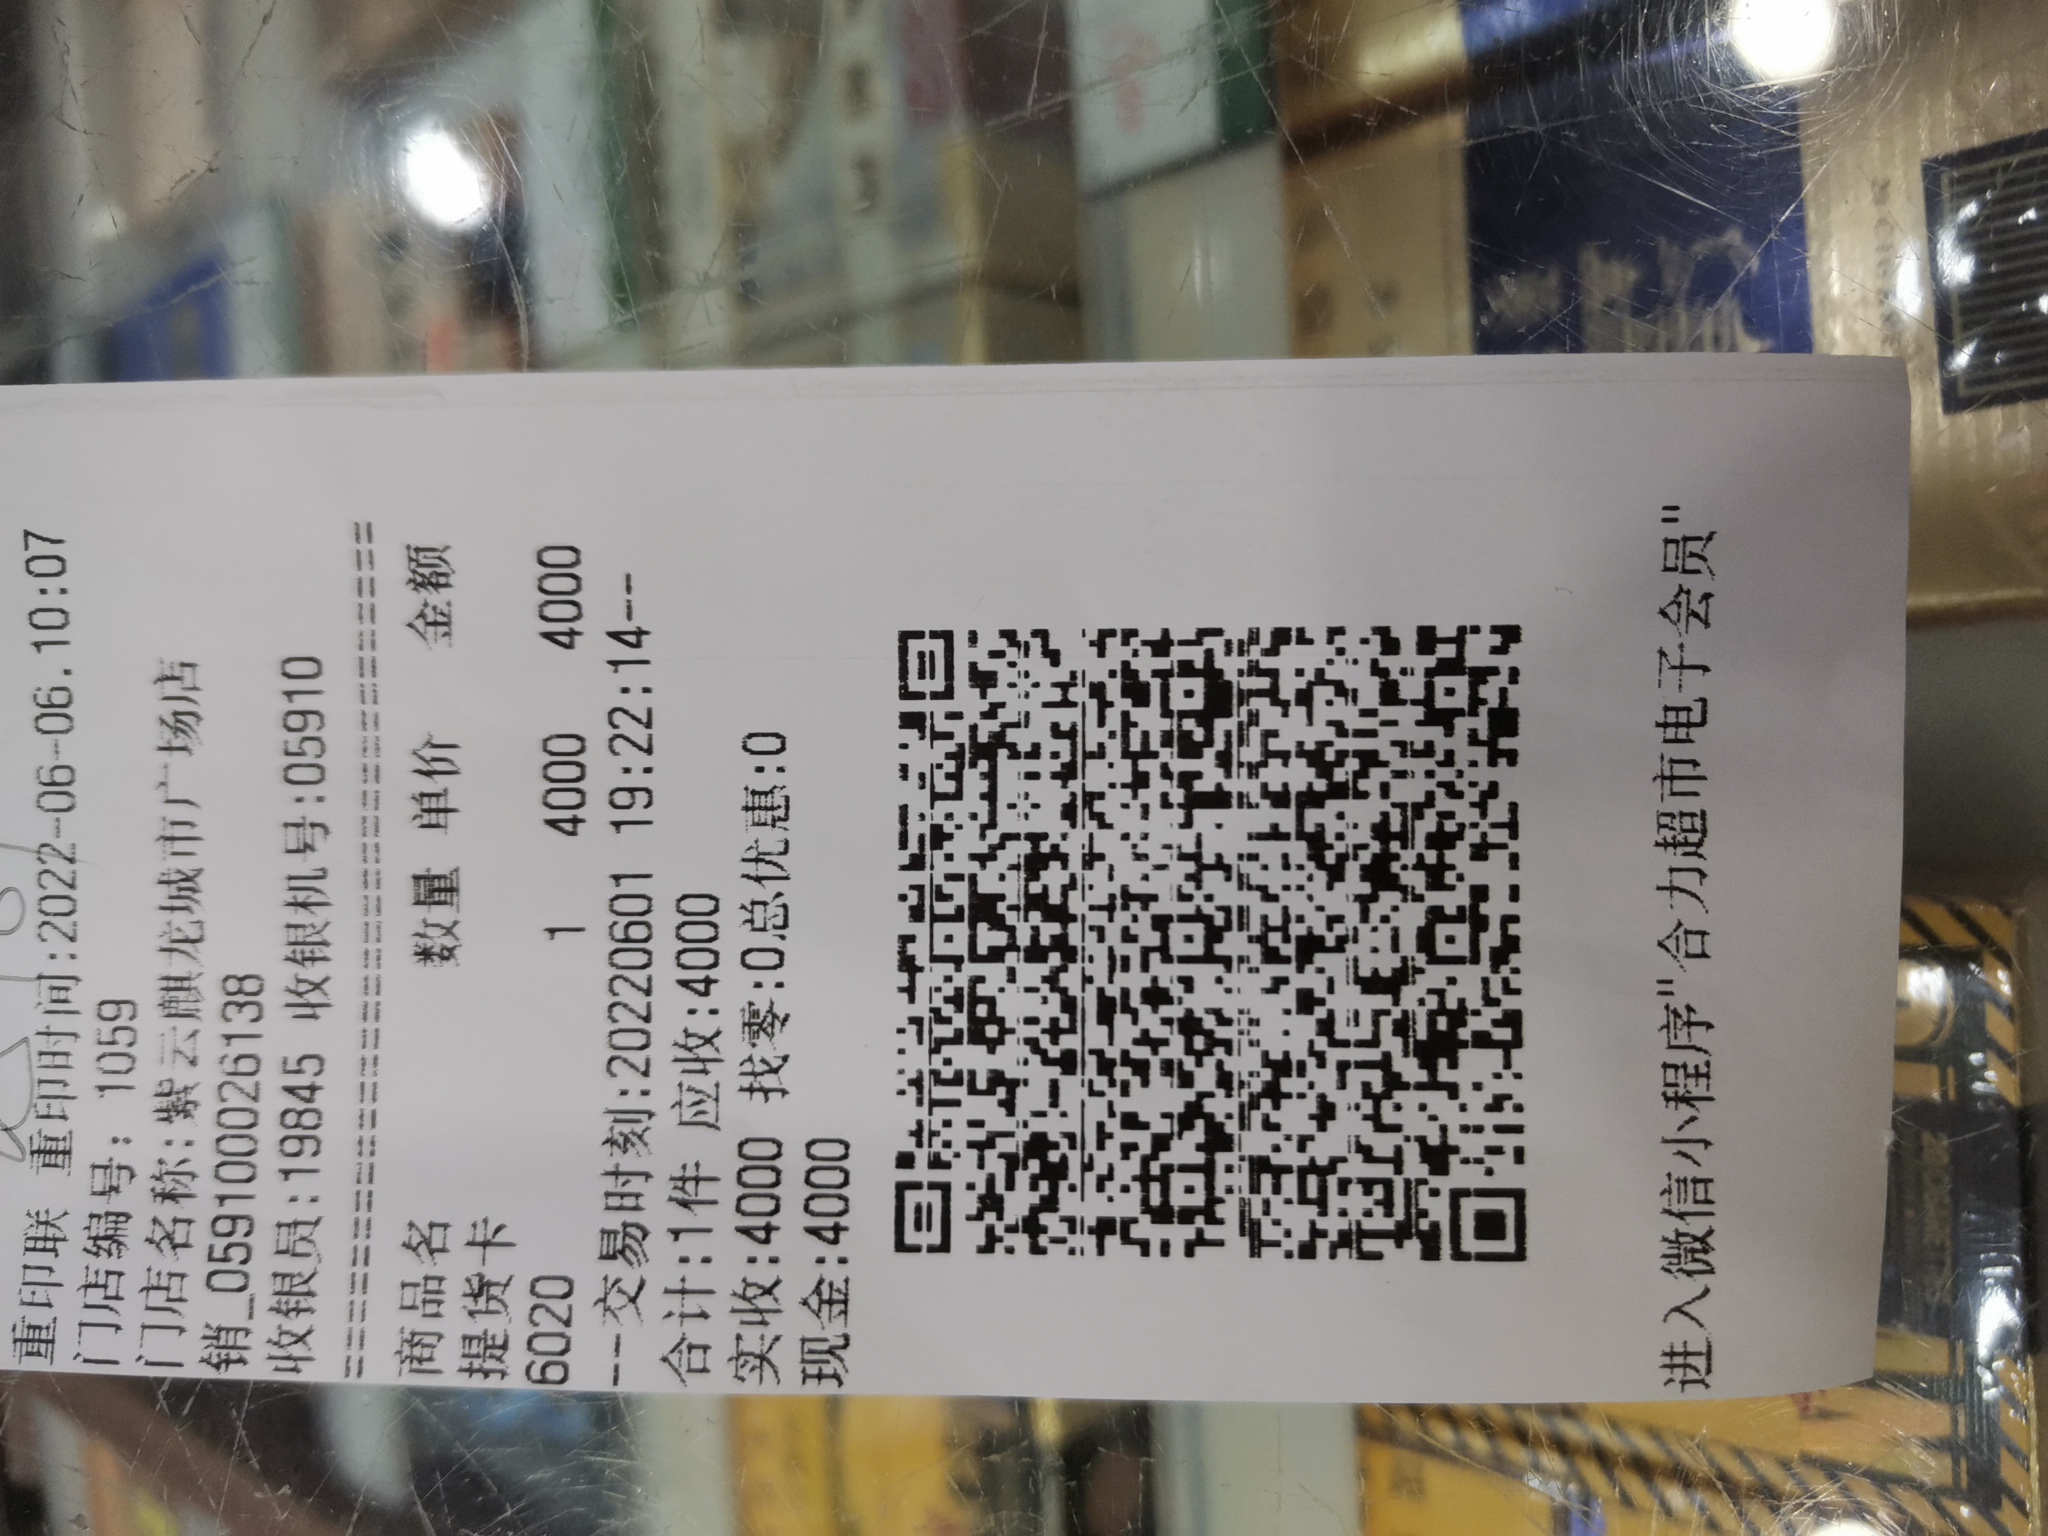 重印联 重印时间:2022-06-06.10:07
门店编号: 1059
门店名称:紫云麒龙城市广场店
销_0591000026138
收银员:19845 收银机号:05910
商品名 数量 单价 金额
提货卡
6020 1 4000 4000
---交易时刻:20220601 19:22:14--
合计:1件 应收:4000
实收:4000 找零:0总优惠:0
现金:4000
进入微信小程序"合力超市电子会员"